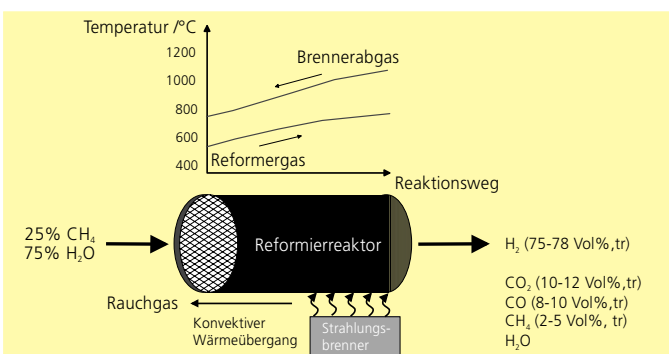 Temperatur /°C
1200
1000
800
600
400
Brennerabgas
Reformergas
Reaktionsweg
25% CH₄
75% H₂O
Reformierreaktor
H₂ (75-78 Vol%,tr)
CO₂ (10-12 Vol%,tr)
CO (8-10 Vol%,tr)
CH₄ (2-5 Vol%, tr)
H₂O
Rauchgas
Konvektiver
Wärmeübergang
Strahlungs-
brenner